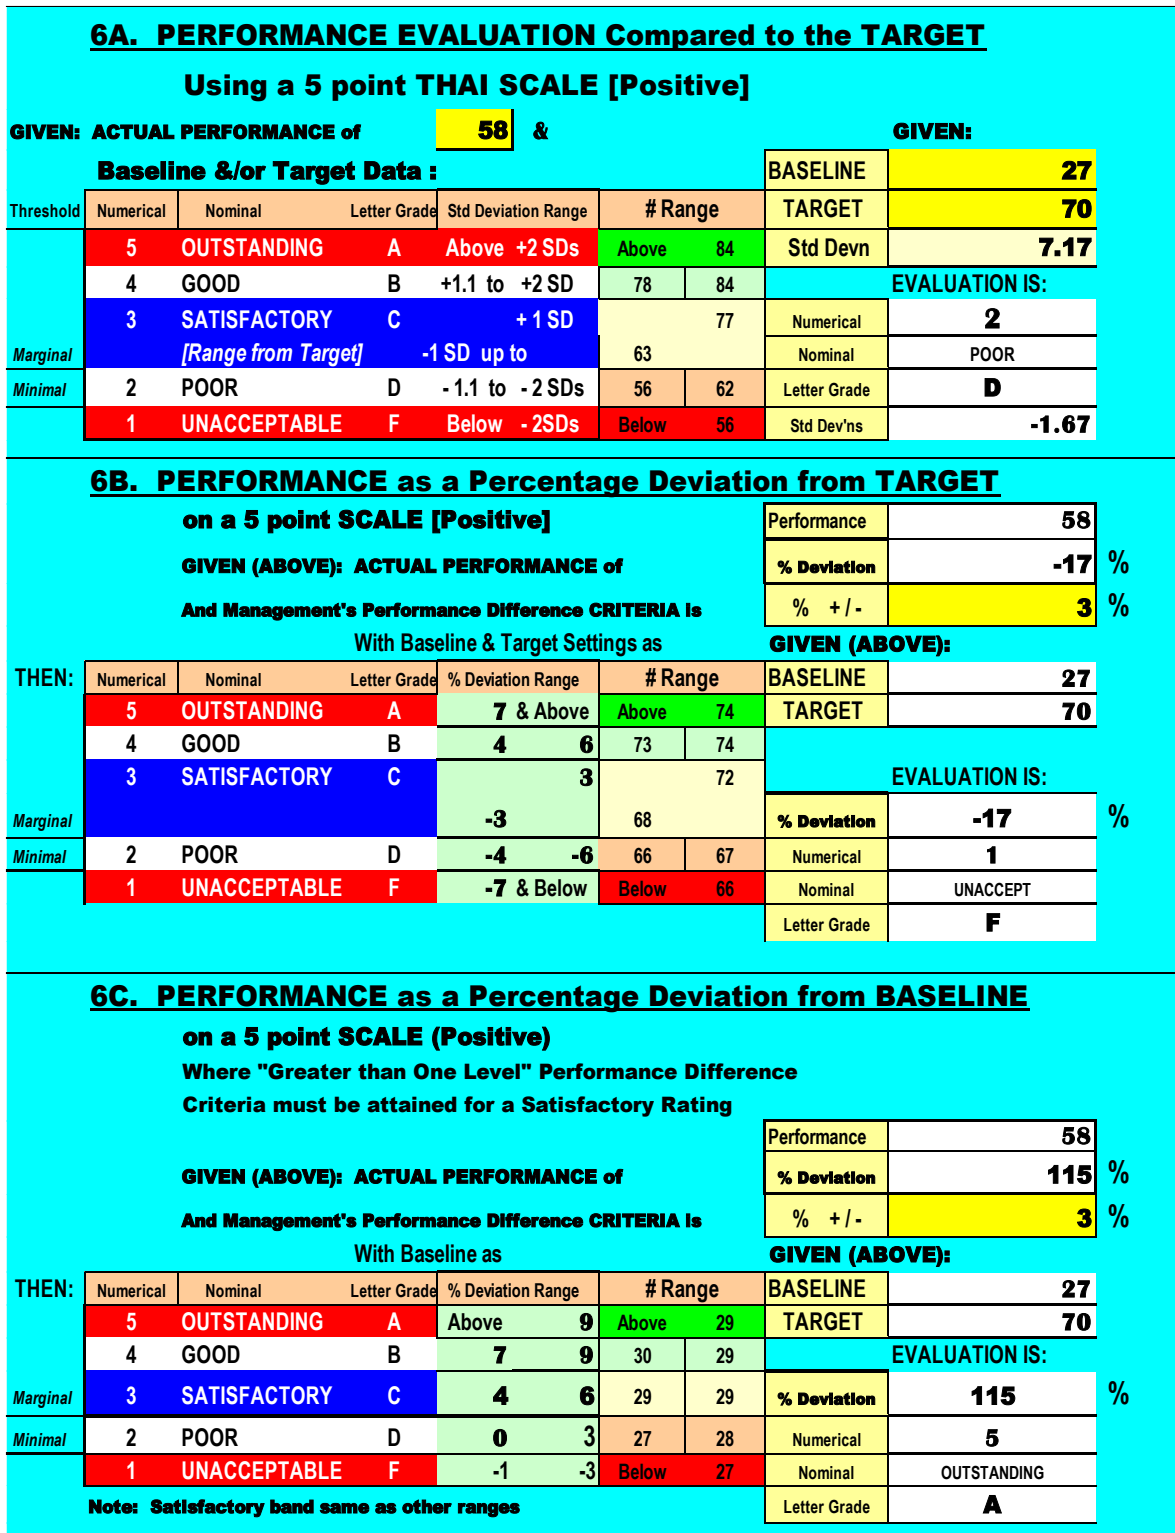 6A. PERFORMANCE EVALUATION Compared to the TARGET
Using a 5 point THAI SCALE [Positive]
GIVEN: ACTUAL PERFORMANCE of 58 & GIVEN:
Baseline &/or Target Data : BASELINE 27
Threshold Numerical Nominal Letter Grade Std Deviation Range # Range TARGET 70
5 OUTSTANDING A Above +2 SDs Above 84 Std Devn 7.17
4 GOOD B +1.1 to +2 SD 78 84 EVALUATION IS:
3 SATISFACTORY C + 1 SD 77 Numerical 2
Marginal [Range from Target] -1 SD up to 63 Nominal POOR
Minimal 2 POOR D - 1.1 to - 2 SDs 56 62 Letter Grade D
1 UNACCEPTABLE F Below - 2SDs Below 56 Std Dev'ns -1.67
6B. PERFORMANCE as a Percentage Deviation from TARGET
on a 5 point SCALE [Positive] Performance 58
GIVEN (ABOVE): ACTUAL PERFORMANCE of % Deviation -17 %
And Management's Performance Difference CRITERIA is % + / - 3 %
With Baseline & Target Settings as GIVEN (ABOVE):
THEN: Numerical Nominal Letter Grade % Deviation Range # Range BASELINE 27
5 OUTSTANDING A 7 & Above Above 74 TARGET 70
4 GOOD B 4 6 73 74
3 SATISFACTORY C 3 72 EVALUATION IS:
Marginal -3 68 % Deviation -17 %
Minimal 2 POOR D -4 -6 66 67 Numerical 1
1 UNACCEPTABLE F -7 & Below Below 66 Nominal UNACCEPT
Letter Grade F
6C. PERFORMANCE as a Percentage Deviation from BASELINE
on a 5 point SCALE (Positive)
Where "Greater than One Level" Performance Difference
Criteria must be attained for a Satisfactory Rating
Performance 58
GIVEN (ABOVE): ACTUAL PERFORMANCE of % Deviation 115 %
And Management's Performance Difference CRITERIA is % + / - 3 %
With Baseline as GIVEN (ABOVE):
THEN: Numerical Nominal Letter Grade % Deviation Range # Range BASELINE 27
5 OUTSTANDING A Above 9 Above 29 TARGET 70
4 GOOD B 7 9 30 29 EVALUATION IS:
Marginal 3 SATISFACTORY C 4 6 29 29 % Deviation 115 %
Minimal 2 POOR D 0 3 27 28 Numerical 5
1 UNACCEPTABLE F -1 -3 Below 27 Nominal OUTSTANDING
Note: Satisfactory band same as other ranges Letter Grade A